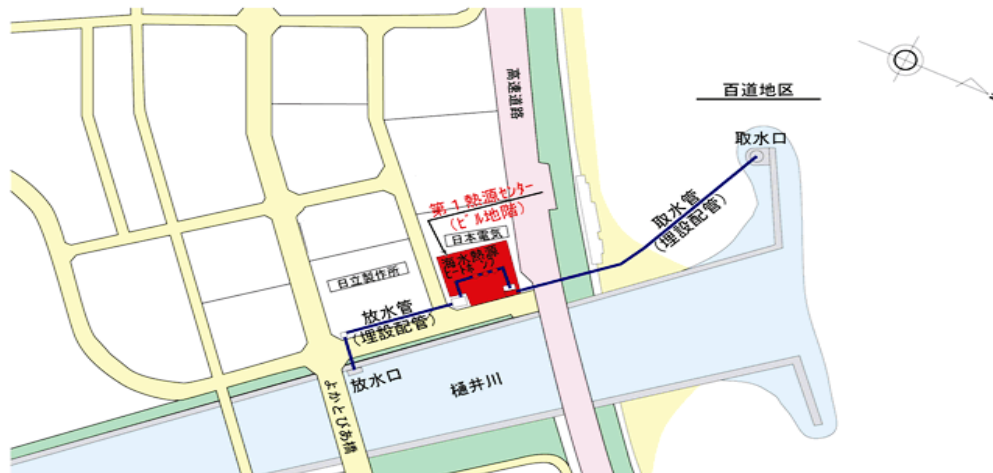 高速道路
百道地区
取水口
取水管
(埋設配管)
第1熱源センター
(ビル地階)
日本電気
海水熱源
ヒートポンプ
日立製作所
放水管
(埋設配管)
放水口
樋井川
よかとぴあ橋